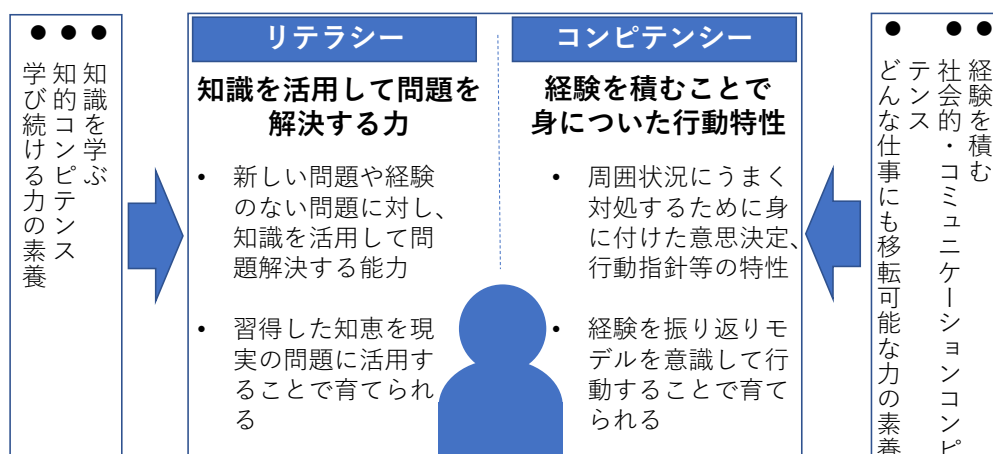 ● 知識を学ぶ
● 知的コンピテンス
● 学び続ける力の素養
リテラシー
知識を活用して問題を
解決する力
• 新しい問題や経験
のない問題に対し、
知識を活用して問
題解決する能力
• 習得した知恵を現
実の問題に活用す
ることで育てられ
る
コンピテンシー
経験を積むことで
身についた行動特性
• 周囲状況にうまく
対処するために身
に付けた意思決定、
行動指針等の特性
• 経験を振り返りモ
デルを意識して行
動することで育て
られる
● 経験を積む
● 社会的・コミュニケーションコンピ
テンス
● どんな仕事にも移転可能な力の素養